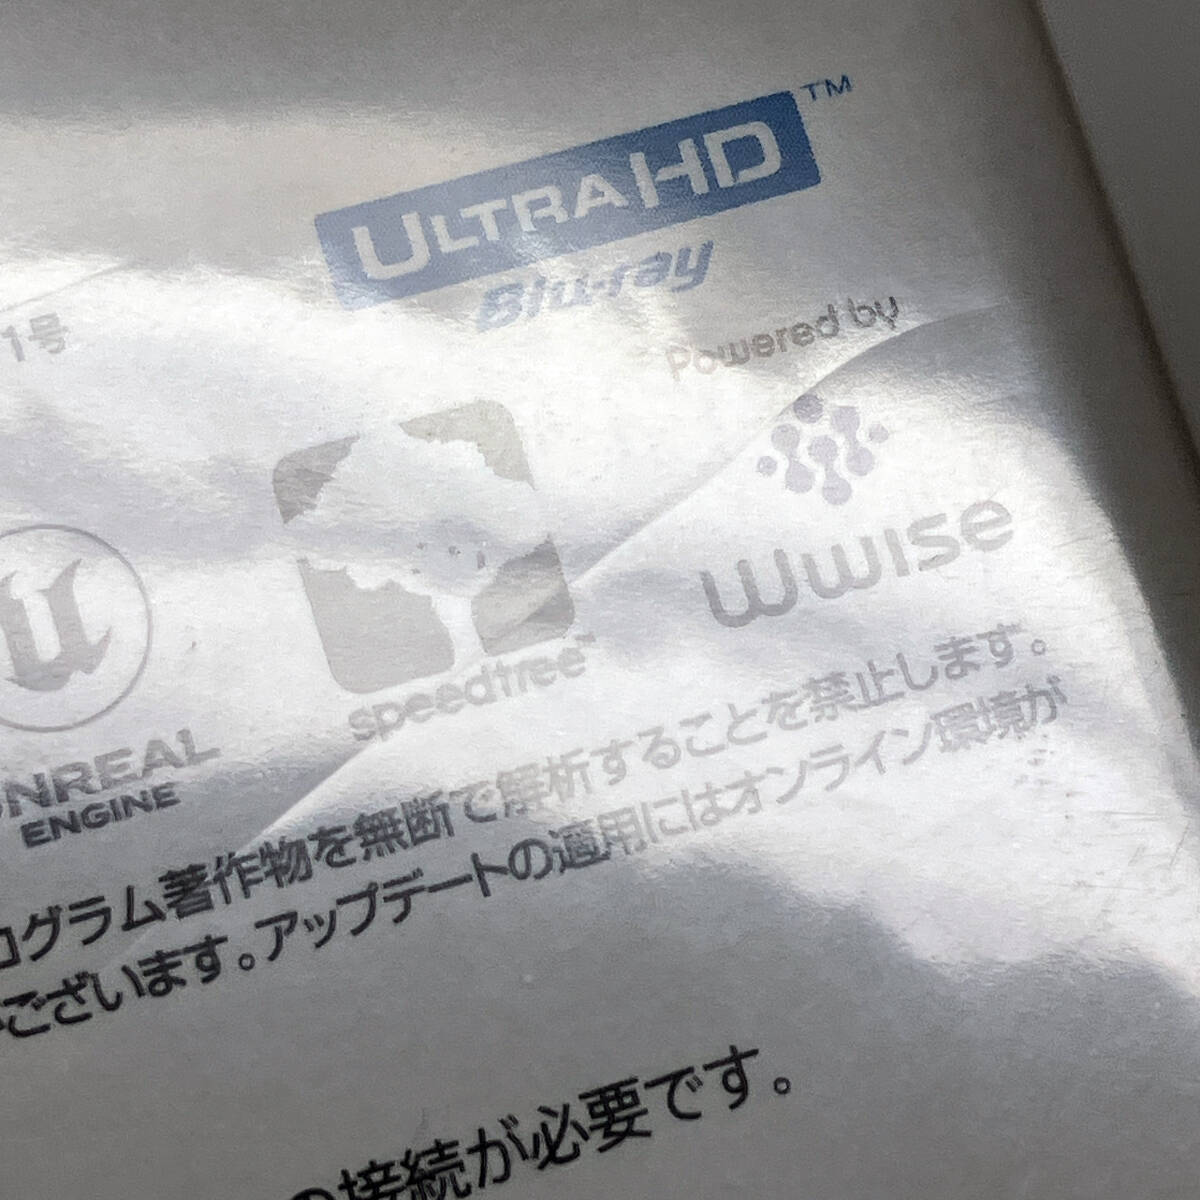 ULTRA HD™
Blu-ray
1号
Powered by
WWISE
speedtree™
UNREAL
ENGINE
ログラム著作物を無断で解析することを禁止します。
ございます。アップデートの適用にはオンライン環境が
の接続が必要です。